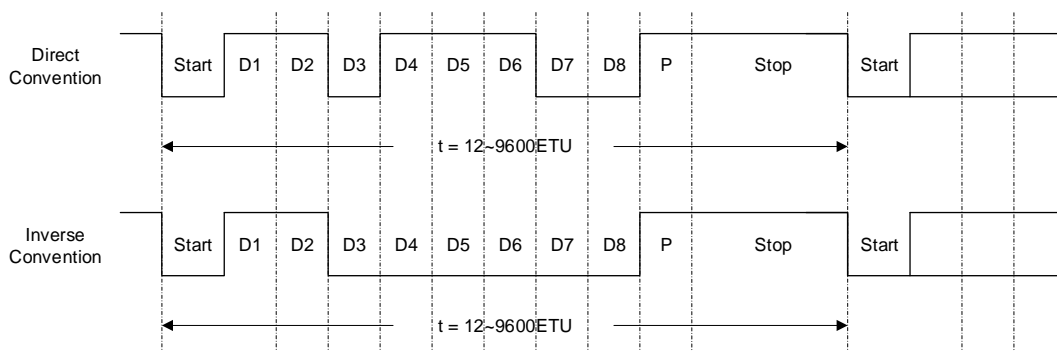 Direct
Convention
Start D1 D2 D3 D4 D5 D6 D7 D8 P Stop Start
t = 12~9600ETU
Inverse
Convention
Start D1 D2 D3 D4 D5 D6 D7 D8 P Stop Start
t = 12~9600ETU